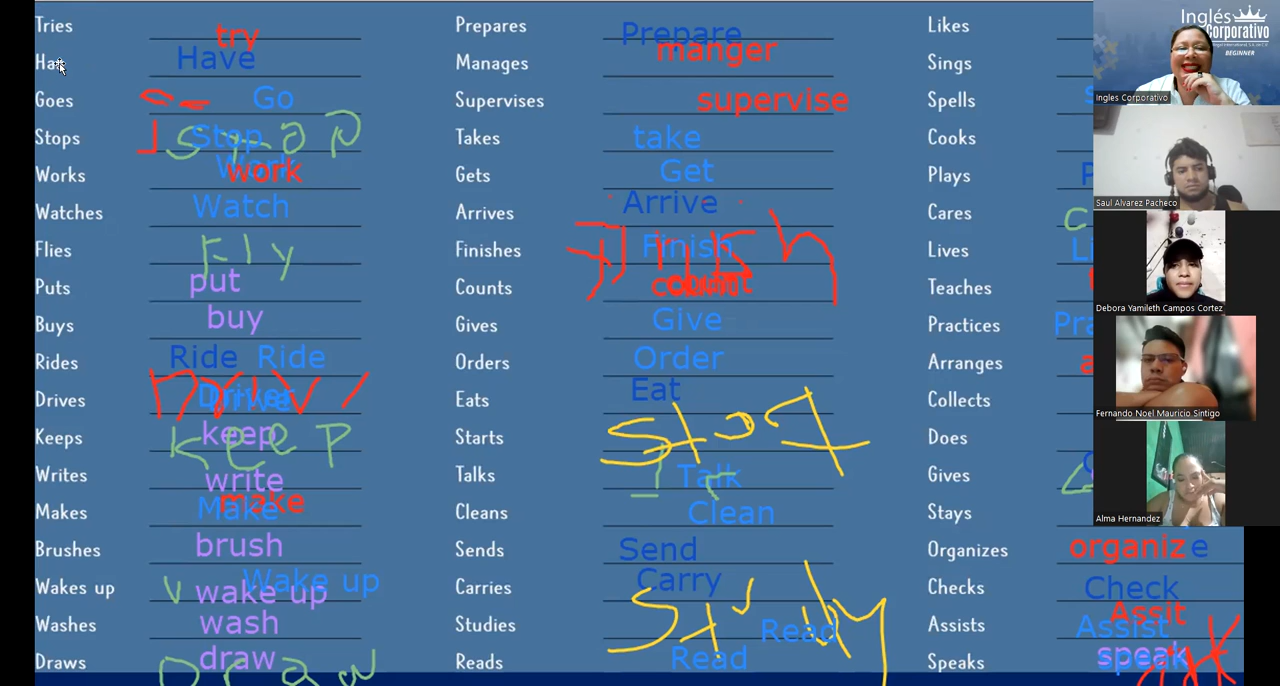 Tries try Prepares Prepare Likes
Has Have Manages manger Sings
Goes Go Supervises supervise Spells
Stops Stop Takes take Cooks
Works Work work Gets Get Plays
Watches Watch Arrives Arrive Cares
Flies Fly Finishes Finish Finish Lives
Puts put Counts Teaches
Buys buy Gives Give Practices
Rides Ride Ride Orders Order Arranges
Drives Driver Drive Eats Eat Collects
Keeps keep Keep Starts Does
Writes write Talks Talk Gives
Makes make Make Cleans Clean Stays
Brushes brush Sends Send Organizes organize
Wakes up wake up Wake up Carries Carry Checks Check
Washes wash Studies Study Assists Assit Assist
Draws draw Draw Reads Read Read Speaks speak
Inglés
Corporativo
BEGINNER
Ingles Corporativo
Saul Alvarez Pacheco
Debora Yamileth Campos Cortez
Fernando Noel Mauricio Sintigo
Alma Hernandez